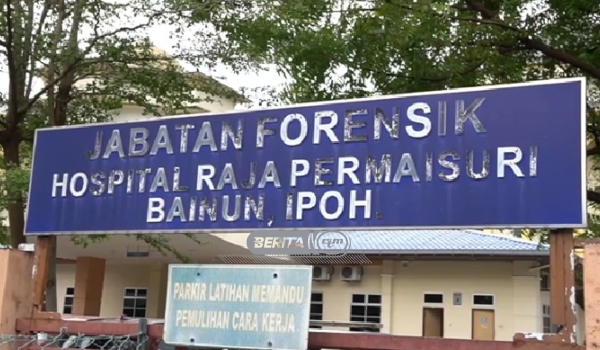 JABATAN FORENSIK
HOSPITAL RAJA PERMAISURI
BAINUN, IPOH.
BERITA RTM
PARKIR LATIHAN MEMANDU
PEMULIHAN CARA KERJA